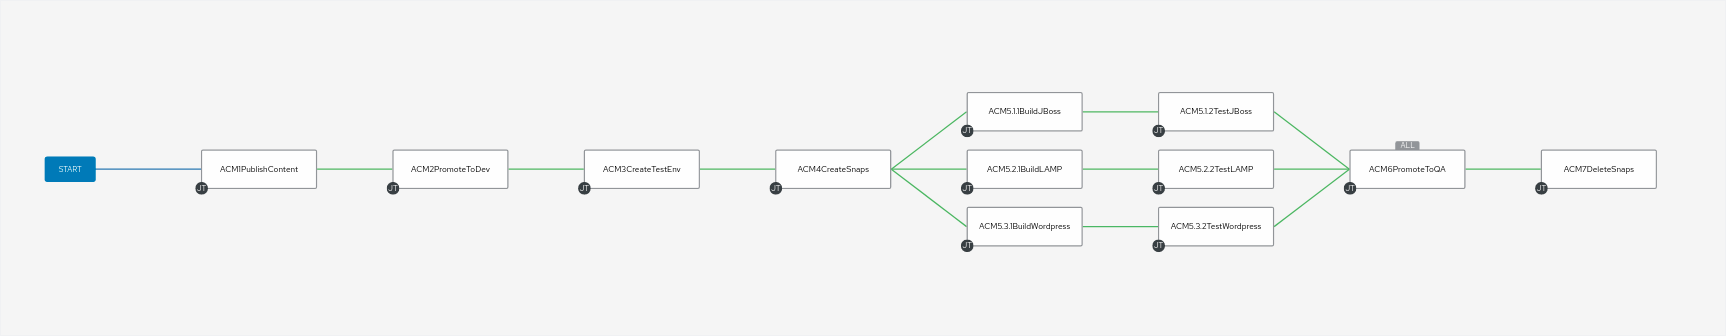 START
ACM1PublishContent
JT
ACM2PromoteToDev
JT
ACM3CreateTestEnv
JT
ACM4CreateSnaps
JT
ACM5.1.1BuildJBoss
JT
ACM5.1.2TestJBoss
JT
ACM5.2.1BuildLAMP
JT
ACM5.2.2TestLAMP
JT
ACM5.3.1BuildWordpress
JT
ACM5.3.2TestWordpress
JT
ALL
ACM6PromoteToQA
JT
ACM7DeleteSnaps
JT